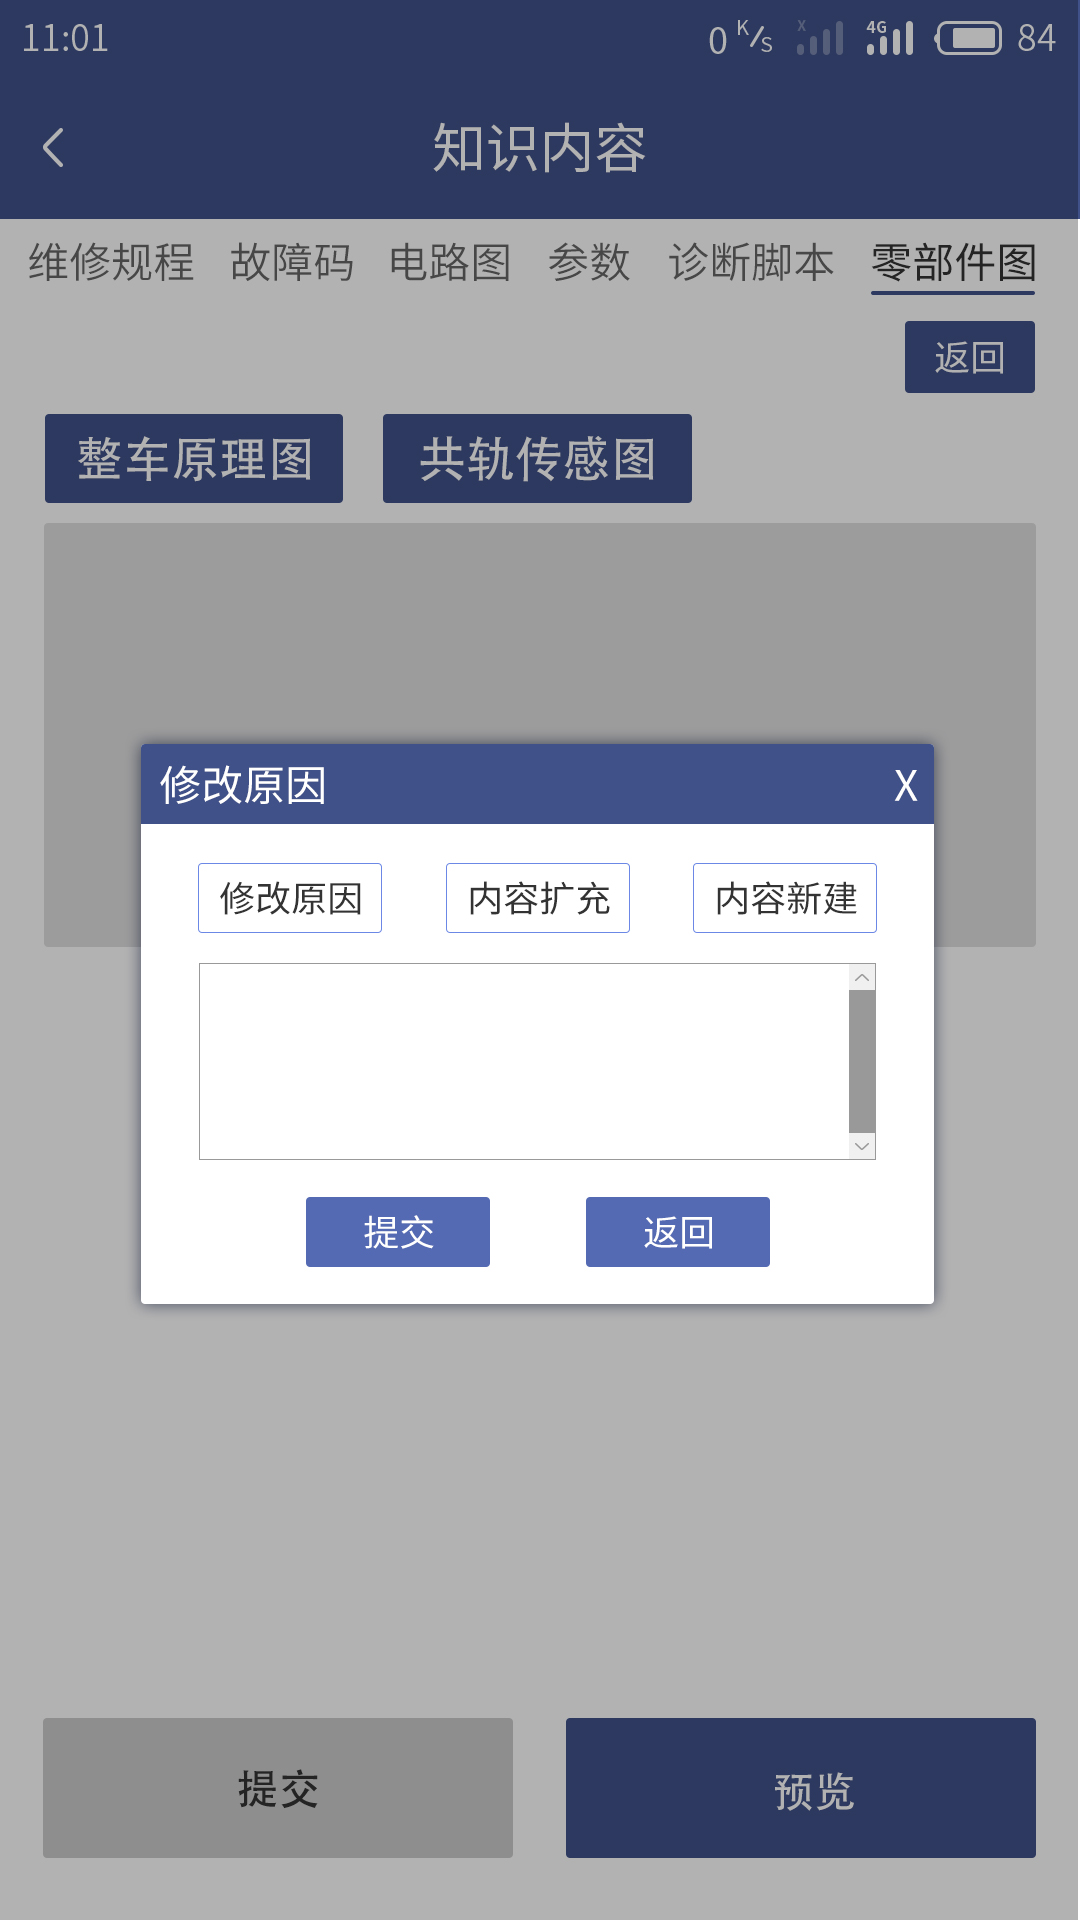 11:01 0 K/S X 4G 84
知识内容
维修规程 故障码 电路图 参数 诊断脚本 零部件图
返回
整车原理图 共轨传感图
修改原因 X
修改原因 内容扩充 内容新建
提交 返回
提交 预览